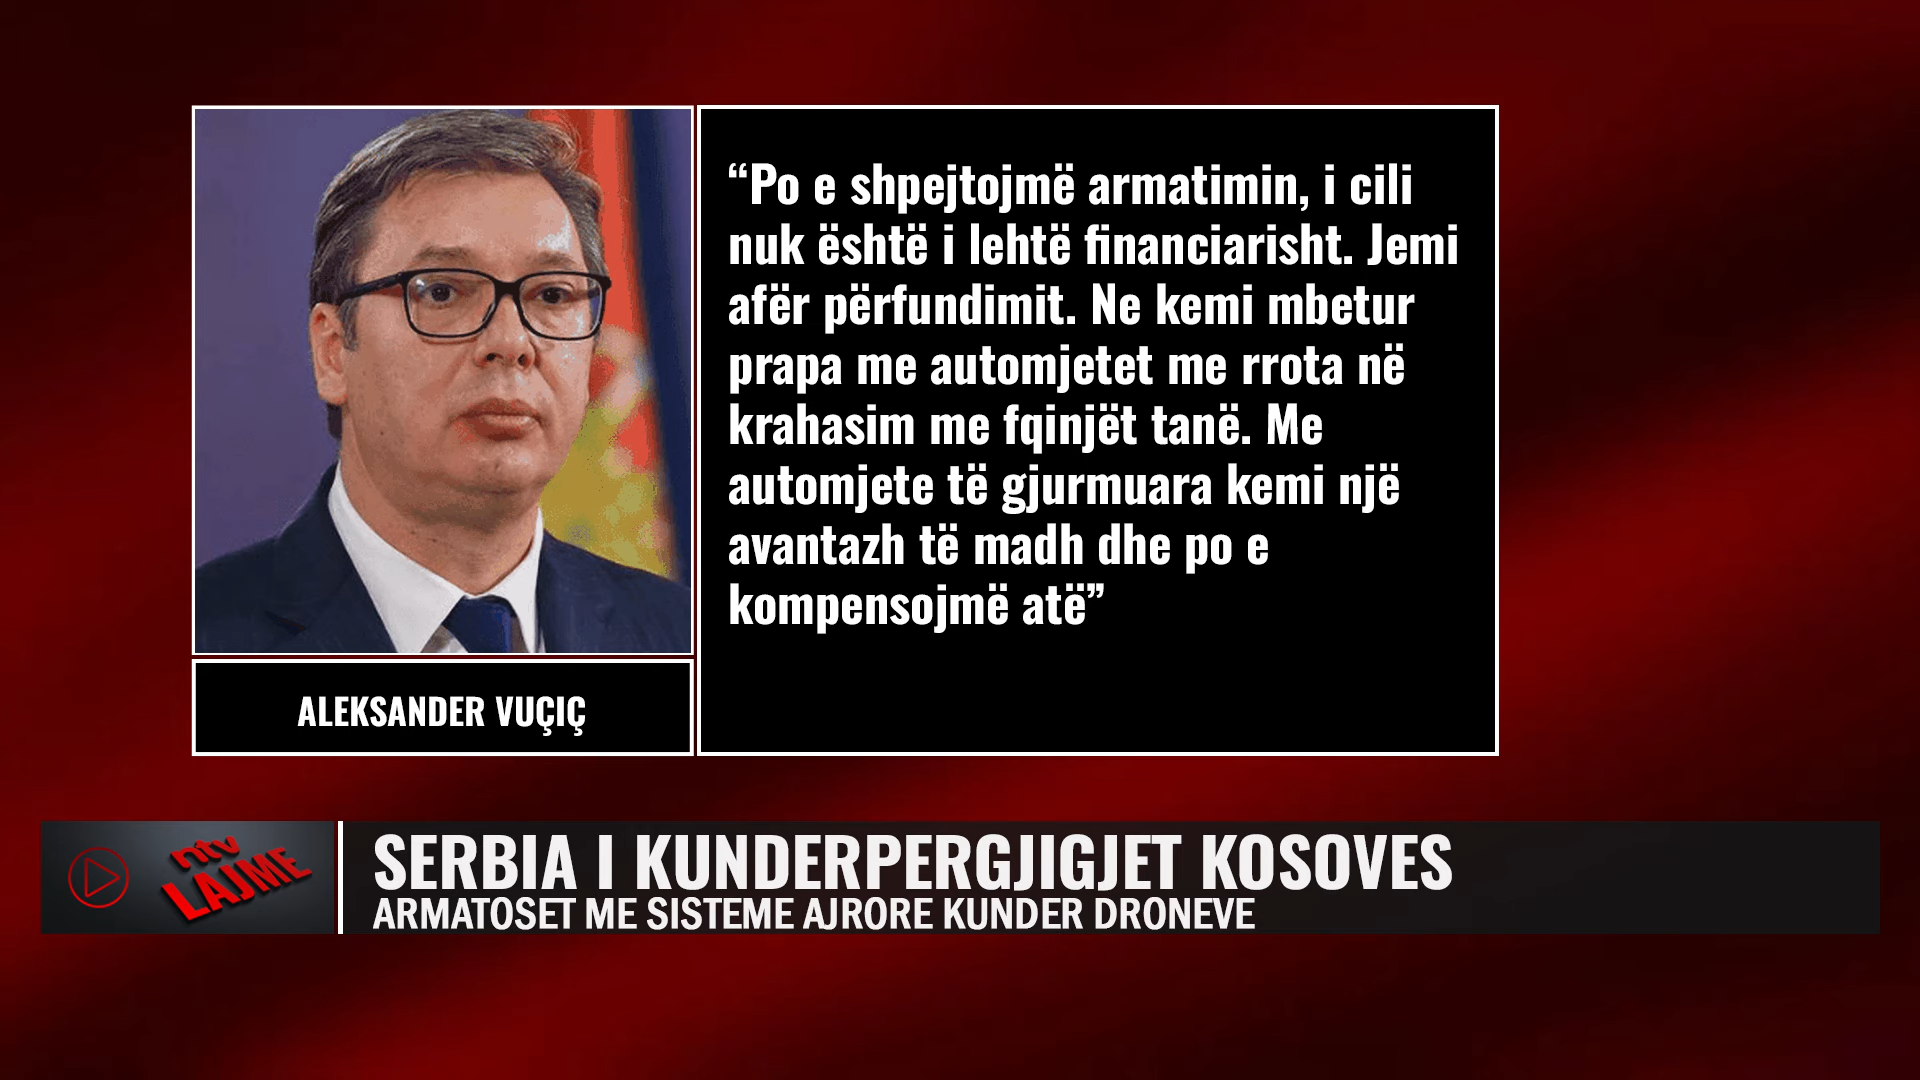 “Po e shpejtojmë armatimin, i cili
nuk është i lehtë financiarisht. Jemi
afër përfundimit. Ne kemi mbetur
prapa me automjetet me rrota në
krahasim me fqinjët tanë. Me
automjete të gjurmuara kemi një
avantazh të madh dhe po e
kompensojmë atë”
ALEKSANDER VUÇIÇ
ntv
LAJME
SERBIA I KUNDERPERGJIGJET KOSOVES
ARMATOSET ME SISTEME AJRORE KUNDER DRONEVE